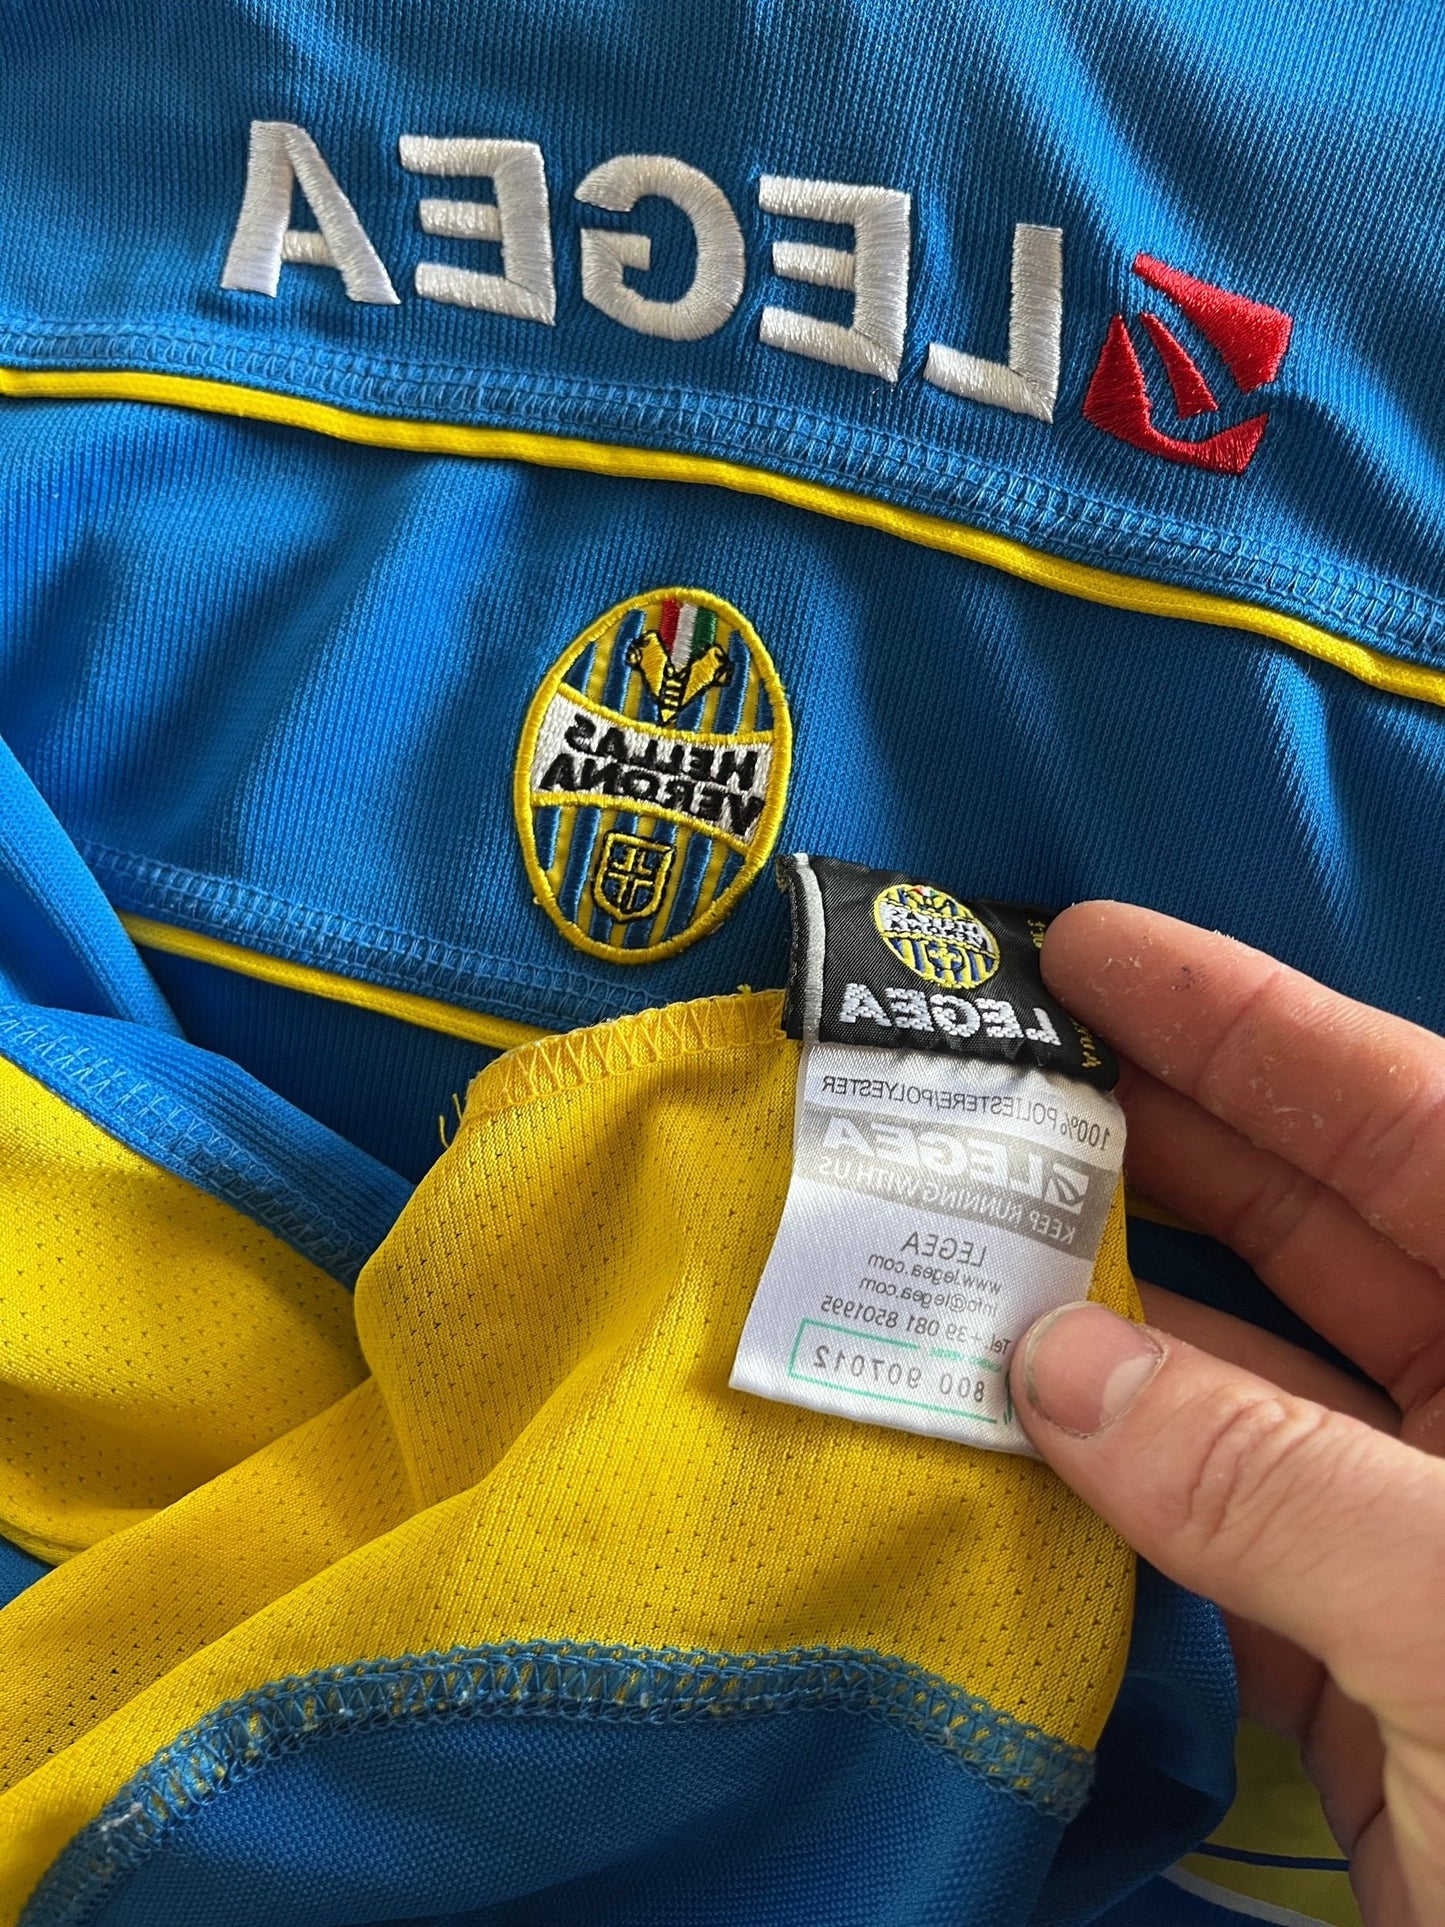 LEGEA
HELLAS
VERONA
LEGEA
100% POLIESTERE/POLYESTER
LEGEA
KEEP RUNNING WITH US
LEGEA
www.legea.com
info@legea.com
Tel. +39 081 8501995
800 907012